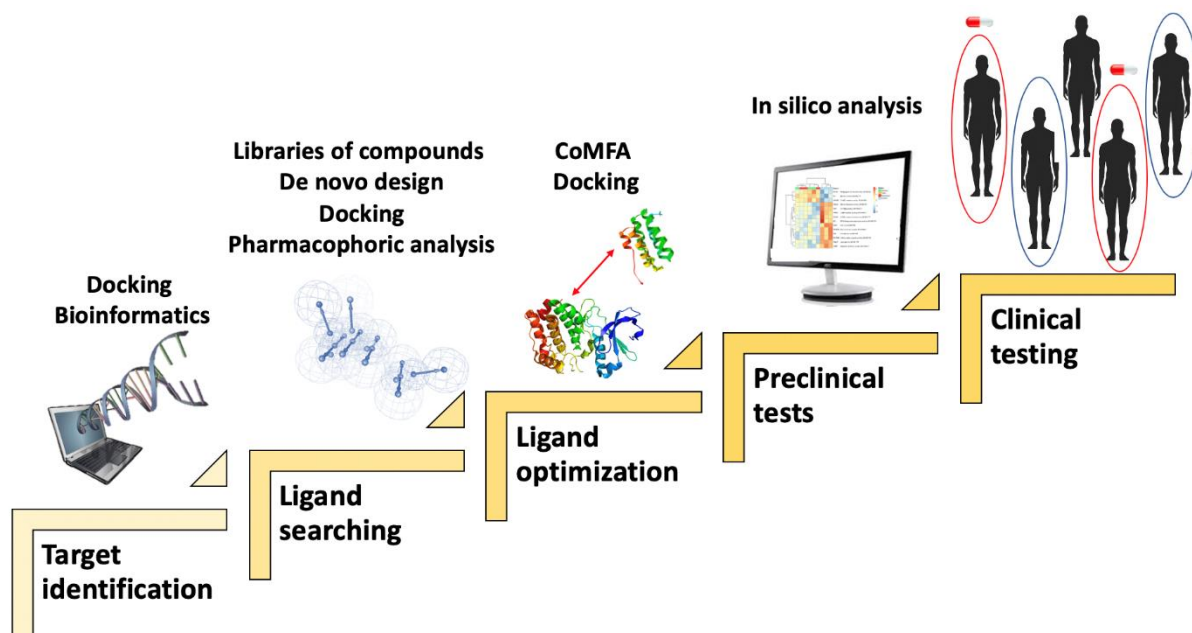 Docking
Bioinformatics
Target
identification
Libraries of compounds
De novo design
Docking
Pharmacophoric analysis
Ligand
searching
CoMFA
Docking
Ligand
optimization
In silico analysis
Preclinical
tests
Clinical
testing